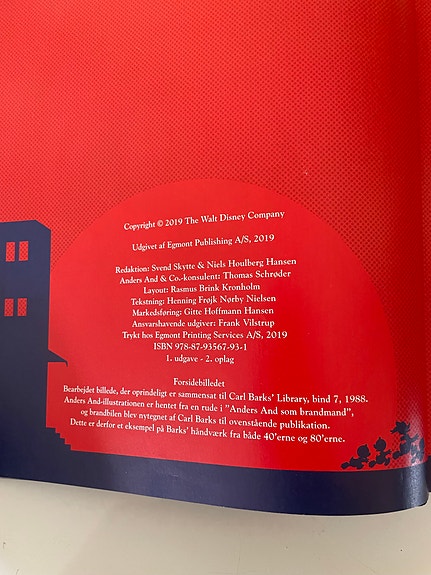 Copyright © 2019 The Walt Disney Company
Udgivet af Egmont Publishing A/S, 2019
Redaktion: Svend Skytte & Niels Houlberg Hansen
Anders And & Co.-konsulent: Thomas Schrøder
Layout: Rasmus Brink Kronholm
Tekstning: Henning Frøjk Nørby Nielsen
Markedsføring: Gitte Hoffmann Hansen
Ansvarshavende udgiver: Frank Vilstrup
Trykt hos Egmont Printing Services A/S, 2019
ISBN 978-87-93567-93-1
1. udgave - 2. oplag
Forsidebilledet
Bearbejdet billede, der oprindeligt er sammensat til Carl Barks' Library, bind 7, 1988.
Anders And-illustrationen er hentet fra en rude i "Anders And som brandmand",
og brandbilen blev nytegnet af Carl Barks til ovenstående publikation.
Dette er derfor et eksempel på Barks' håndværk fra både 40'erne og 80'erne.